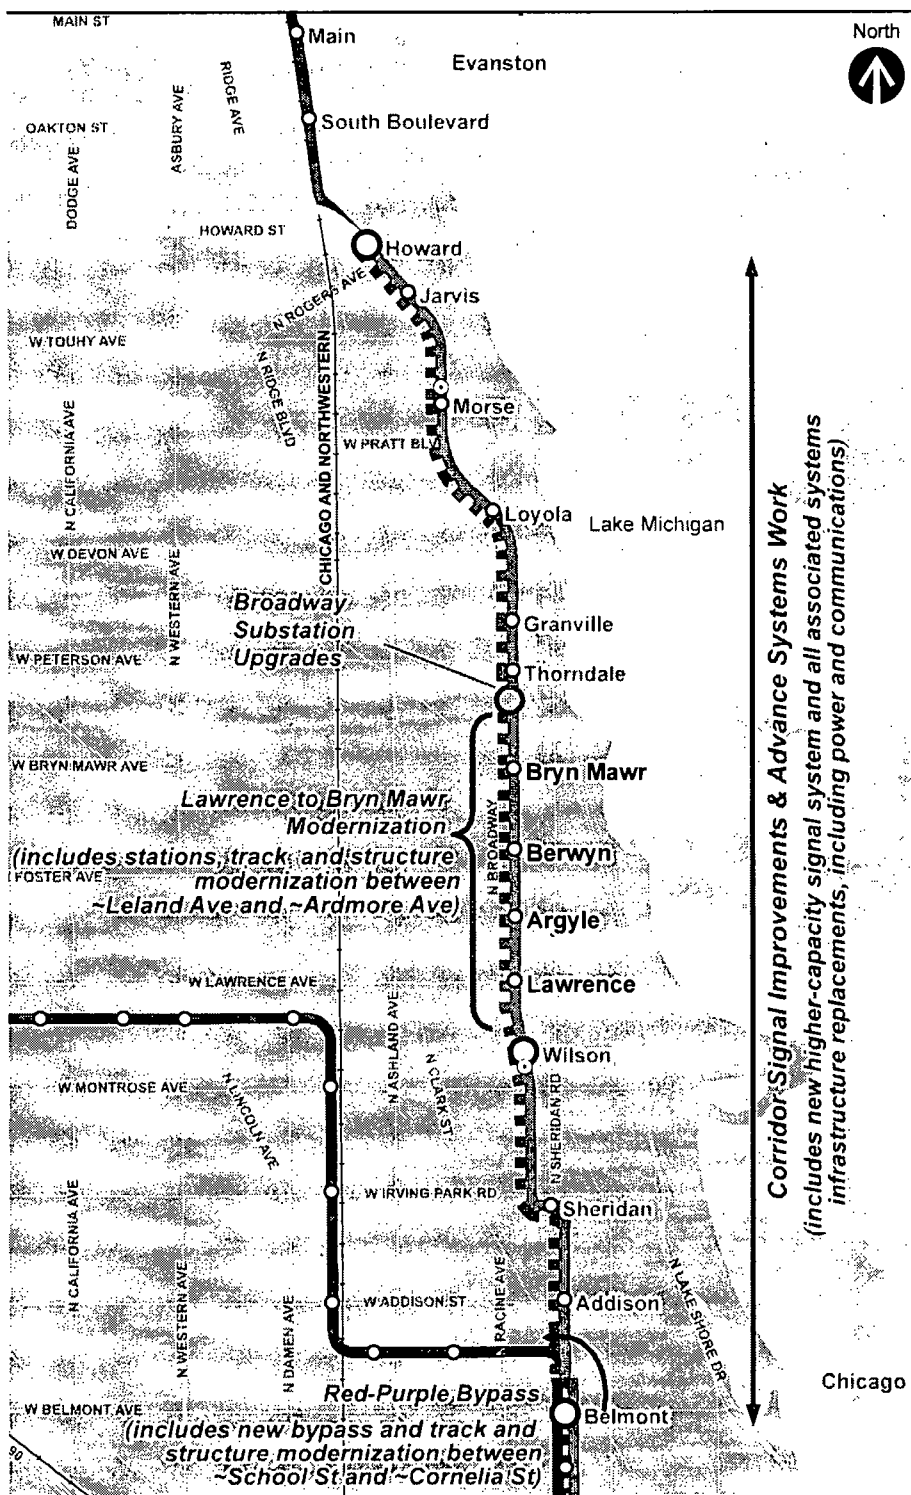 MAIN ST
Main
North
Evanston
RIDGE AVE
ASBURY AVE
OAKTON ST
South Boulevard
DODGE AVE
HOWARD ST
Howard
N ROGERS AVE
Jarvis
W TOUHY AVE
N RIDGE BLVD
CHICAGO AND NORTHWESTERN
Morse
N CALIFORNIA AVE
W PRATT BLV
Loyola
Lake Michigan
W DEVON AVE
N WESTERN AVE
Broadway
Substation
Upgrades
Granville
W PETERSON AVE
Thorndale
W BRYN MAWR AVE
Bryn Mawr
Lawrence to Bryn Mawr
Modernization
(includes stations, track and structure
modernization between
~Leland Ave and ~Ardmore Ave)
N BROADWAY
Berwyn
FOSTER AVE
Argyle
W LAWRENCE AVE
Lawrence
Corridor Signal Improvements & Advance Systems Work
(includes new higher-capacity signal system and all associated systems
infrastructure replacements, including power and communications)
N ASHLAND AVE
N CLARK ST
Wilson
W MONTROSE AVE
N LINCOLN AVE
N SHERIDAN RD
W IRVING PARK RD
Sheridan
N CALIFORNIA AVE
N WESTERN AVE
N DAMEN AVE
W ADDISON ST
RACINE AVE
Addison
N LAKE SHORE DR
Chicago
Red-Purple Bypass
W BELMONT AVE
Belmont
(includes new bypass and track and
structure modernization between
~School St and ~Cornelia St)
90